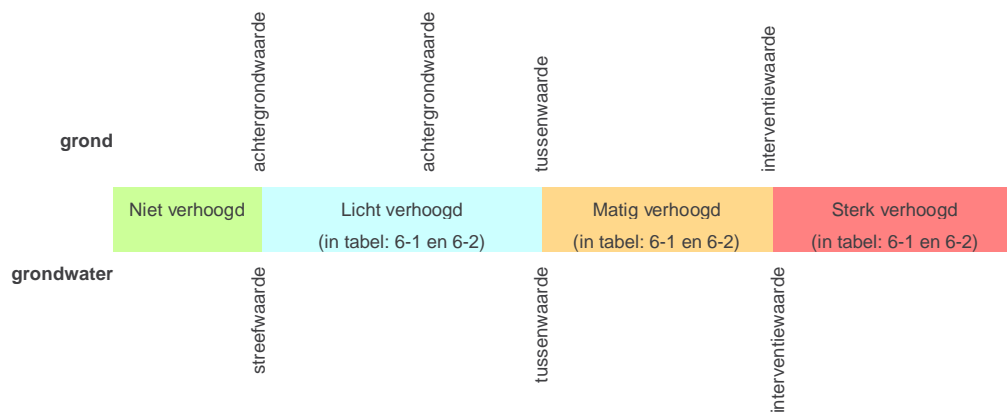 achtergrondwaarde
achtergrondwaarde
tussenwaarde
interventiewaarde
grond
Niet verhoogd
Licht verhoogd
(in tabel: 6-1 en 6-2)
Matig verhoogd
(in tabel: 6-1 en 6-2)
Sterk verhoogd
(in tabel: 6-1 en 6-2)
grondwater
streefwaarde
tussenwaarde
interventiewaarde